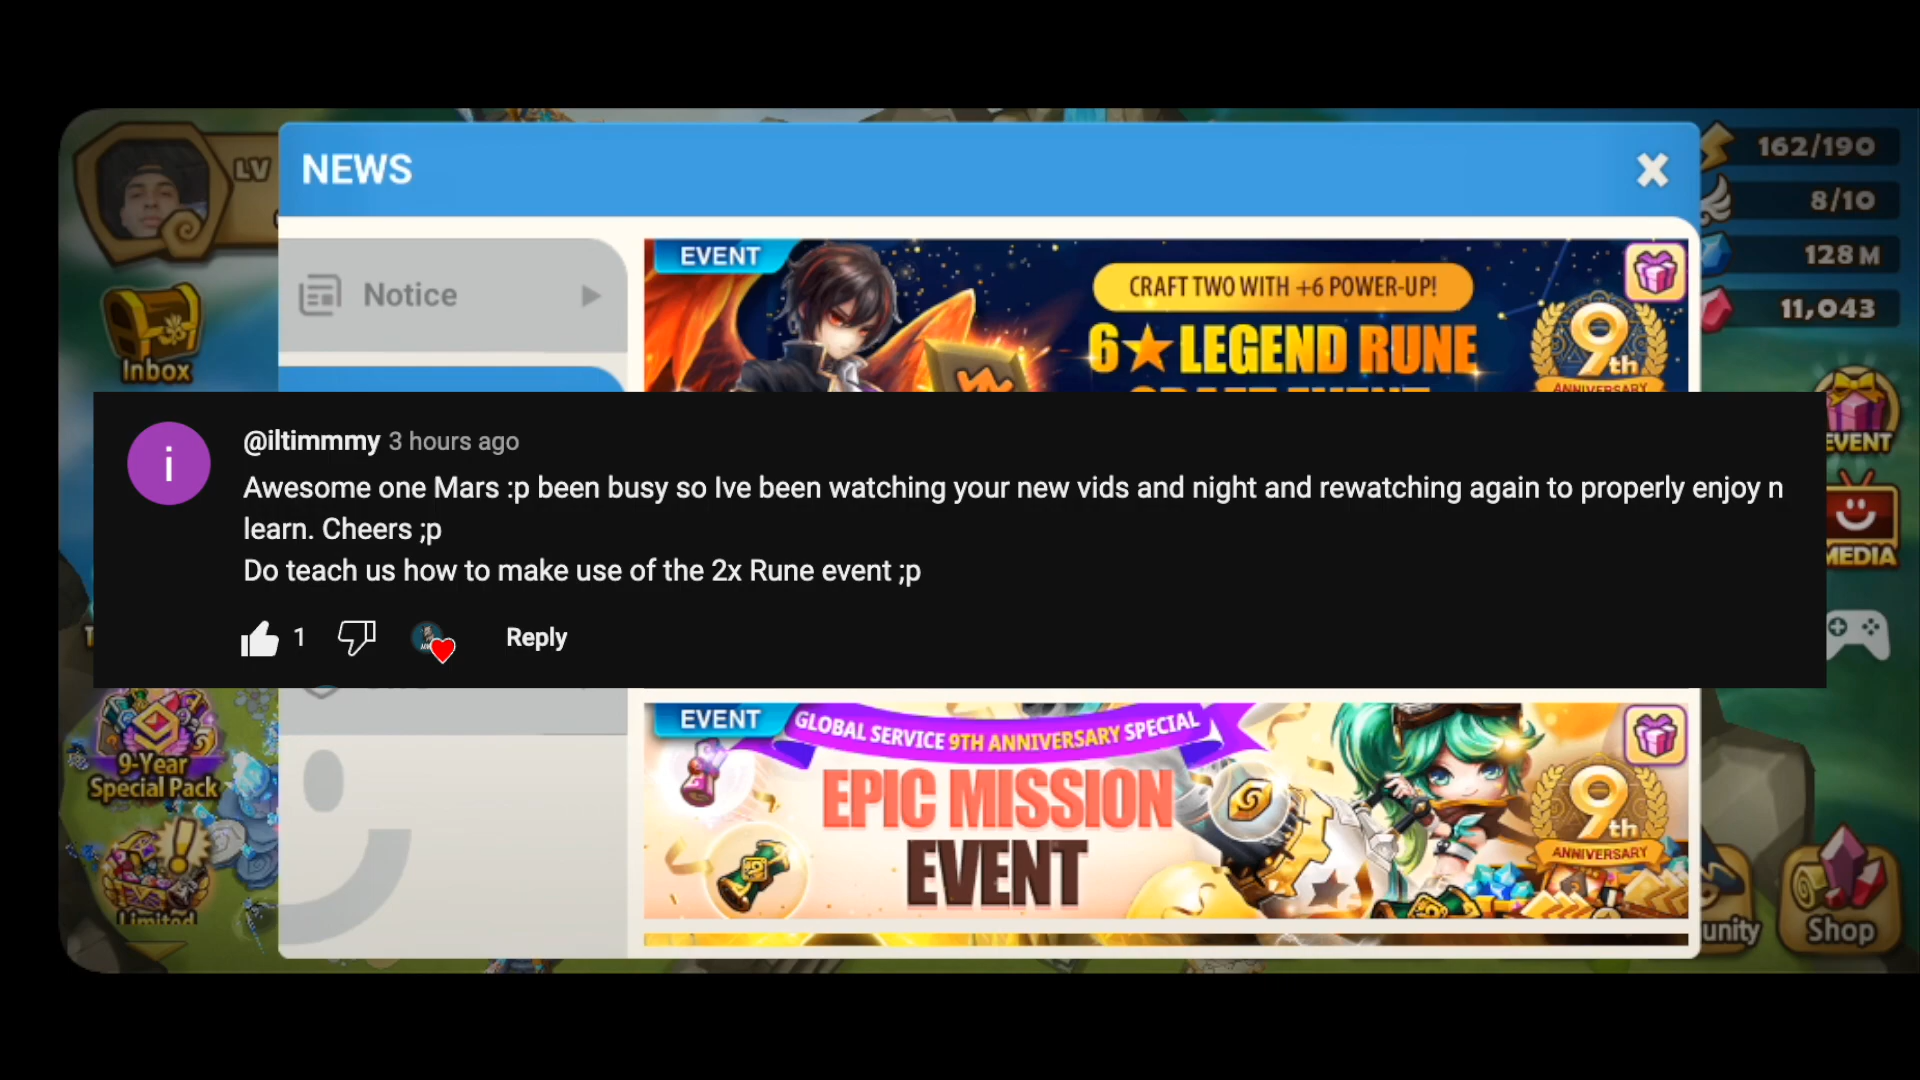 LV
162/190
8/10
128 M
11,043
NEWS
Notice
Inbox
EVENT
CRAFT TWO WITH +6 POWER-UP!
6★LEGEND RUNE
9th
ANNIVERSARY
@iltimmmy 3 hours ago
Awesome one Mars :p been busy so Ive been watching your new vids and night and rewatching again to properly enjoy n
learn. Cheers ;p
Do teach us how to make use of the 2x Rune event ;p
1
Reply
i
EVENT
MEDIA
9-Year
Special Pack
Limited
EVENT
GLOBAL SERVICE 9TH ANNIVERSARY SPECIAL
EPIC MISSION
EVENT
9th
ANNIVERSARY
Shop